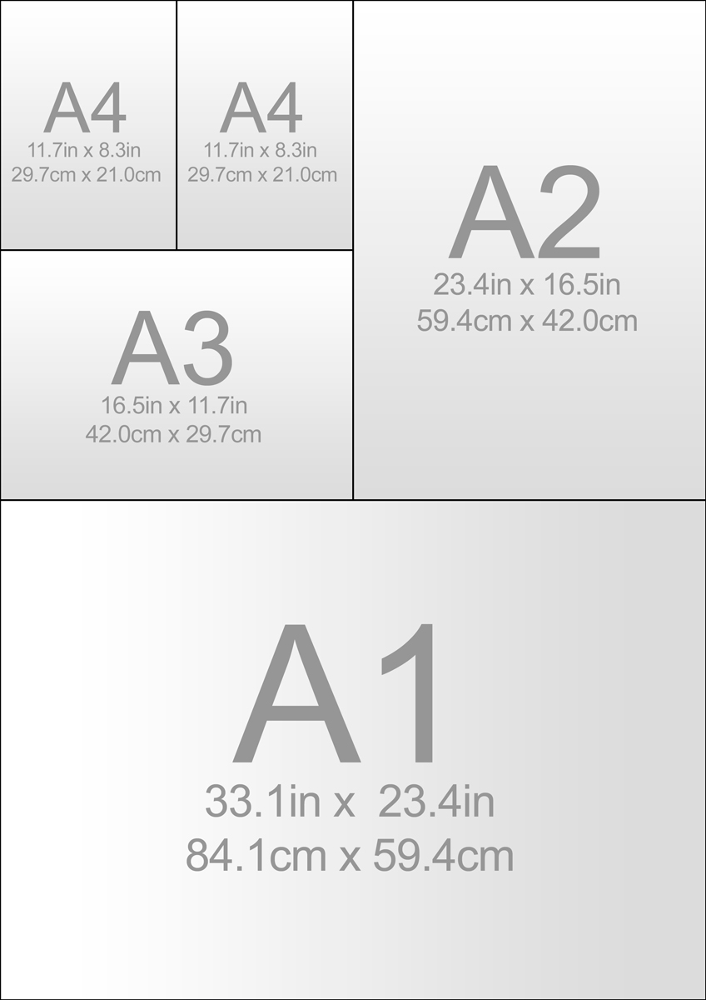 A4
11.7in x 8.3in
29.7cm x 21.0cm
A4
11.7in x 8.3in
29.7cm x 21.0cm
A2
23.4in x 16.5in
59.4cm x 42.0cm
A3
16.5in x 11.7in
42.0cm x 29.7cm
A1
33.1in x 23.4in
84.1cm x 59.4cm